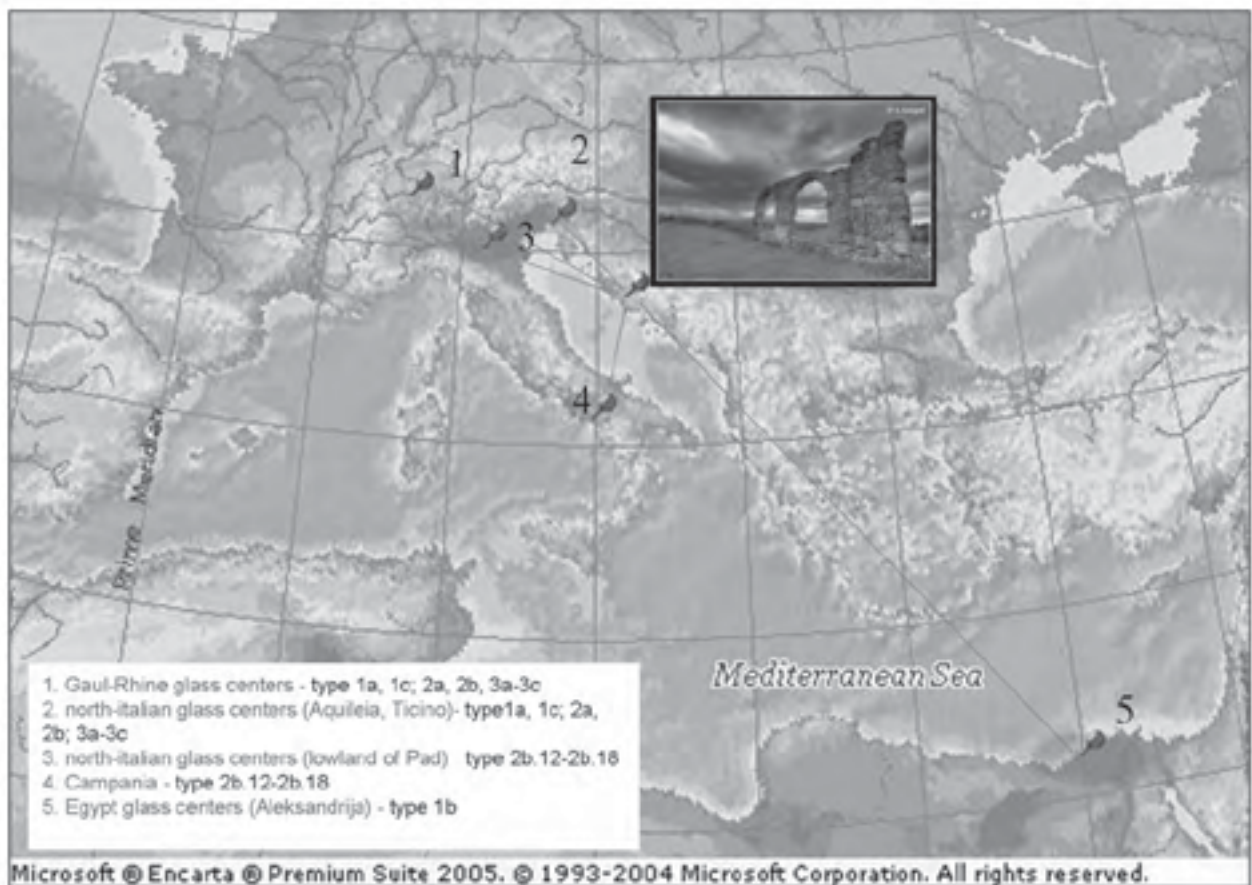 1
2
3
4
5
Prime Meridian
Mediterranean Sea
1. Gaul-Rhine glass centers - type 1a, 1c; 2a, 2b, 3a-3c
2. north-italian glass centers (Aquileia, Ticino)- type1a, 1c; 2a,
2b; 3a-3c
3. north-italian glass centers (lowland of Pad) type 2b.12-2b.18
4. Campania - type 2b.12-2b.18
5. Egypt glass centers (Aleksandrija) - type 1b
Microsoft ® Encarta ® Premium Suite 2005. © 1993-2004 Microsoft Corporation. All rights reserved.